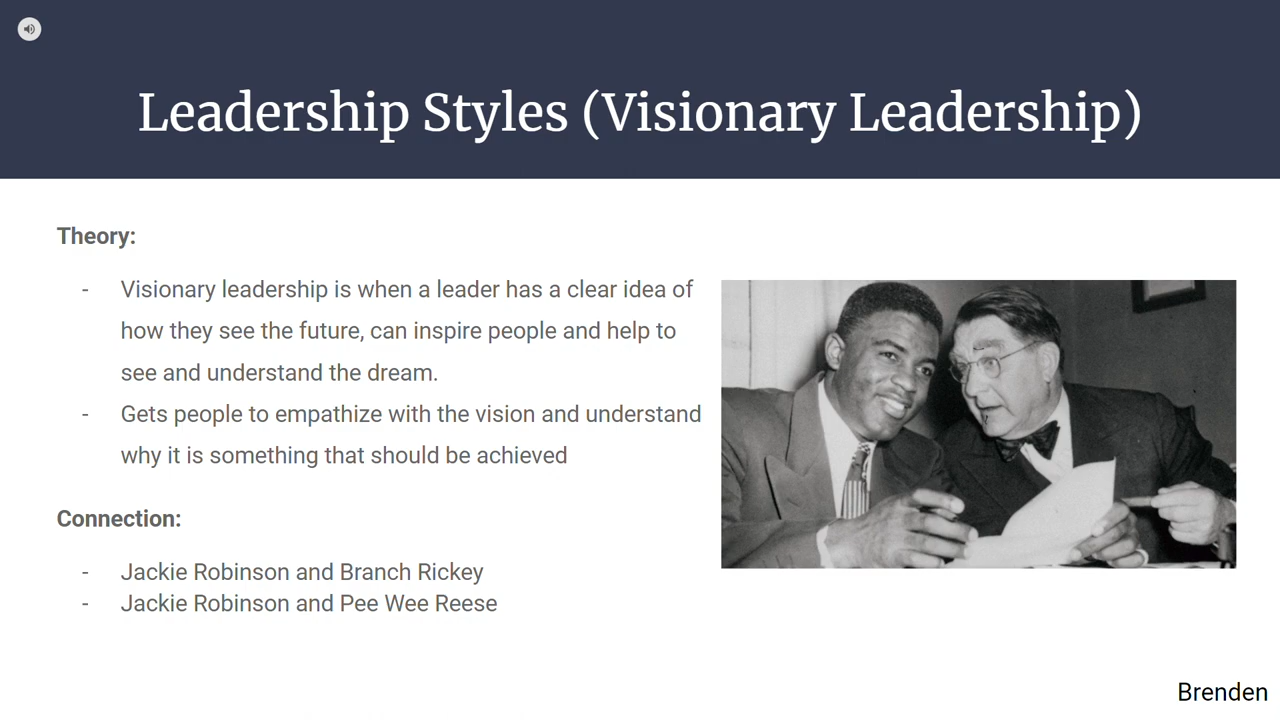 Leadership Styles (Visionary Leadership)
Theory:
- Visionary leadership is when a leader has a clear idea of
how they see the future, can inspire people and help to
see and understand the dream.
- Gets people to empathize with the vision and understand
why it is something that should be achieved
Connection:
- Jackie Robinson and Branch Rickey
- Jackie Robinson and Pee Wee Reese
Brenden